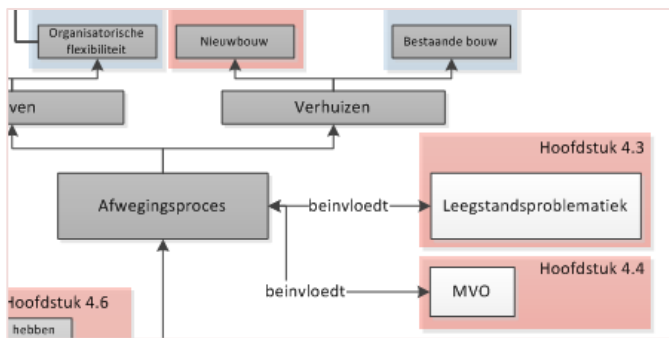 Organisatorische
flexibiliteit
Nieuwbouw
Bestaande bouw
ven
Verhuizen
Hoofdstuk 4.3
Afwegingsproces
beinvloedt
Leegstandsproblematiek
Hoofdstuk 4.4
beinvloedt
MVO
Hoofdstuk 4.6
hebben